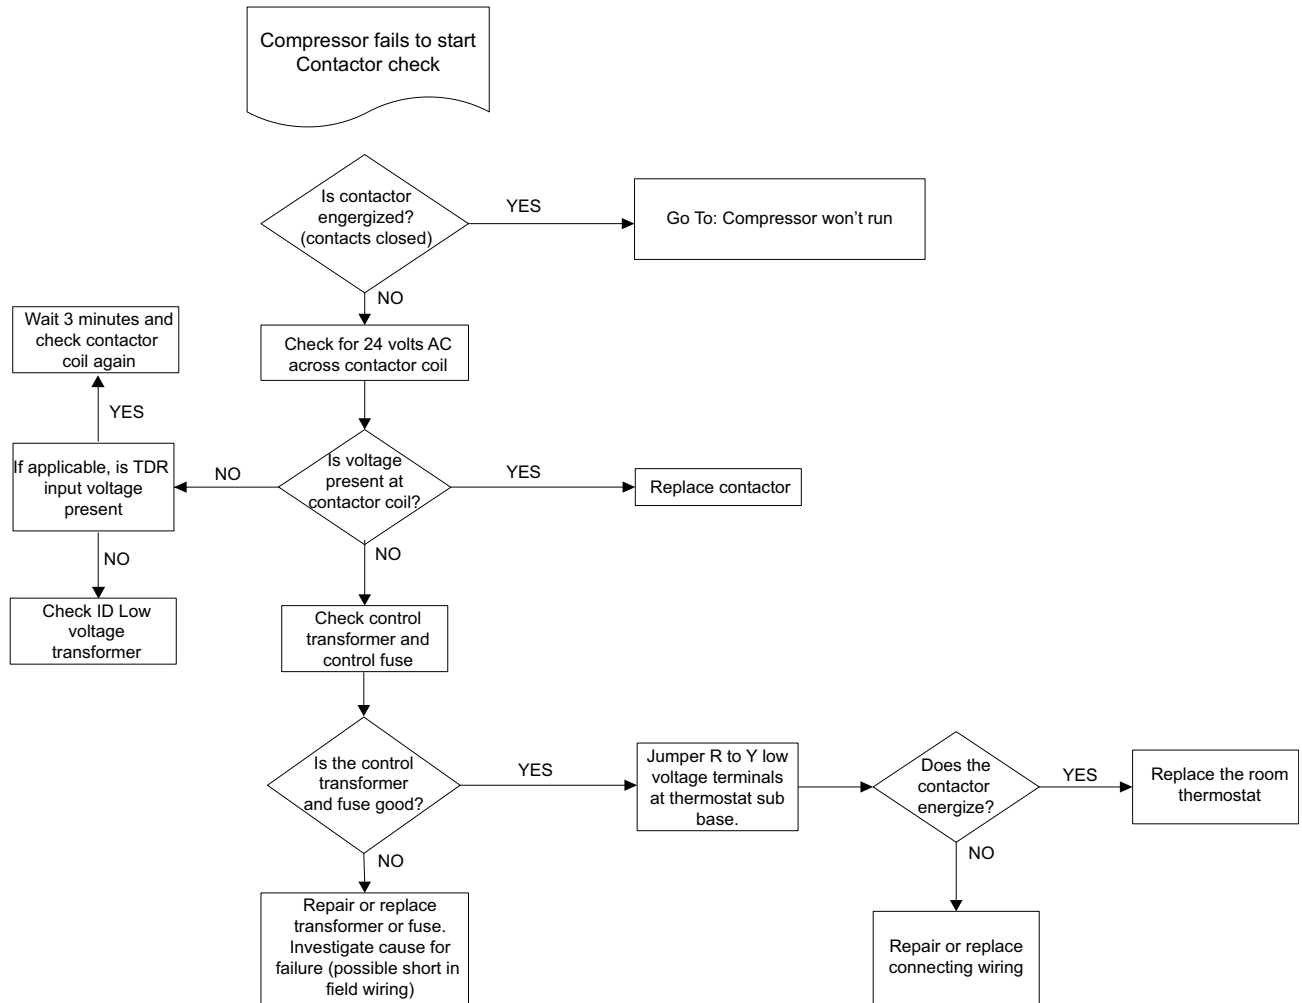 Compressor fails to start
Contactor check
Is contactor
engergized?
(contacts closed)
YES
Go To: Compressor won't run
NO
Wait 3 minutes and
check contactor
coil again
Check for 24 volts AC
across contactor coil
YES
If applicable, is TDR
input voltage
present
NO
Is voltage
present at
contactor coil?
YES
Replace contactor
NO
NO
Check ID Low
voltage
transformer
Check control
transformer and
control fuse
Is the control
transformer
and fuse good?
YES
Jumper R to Y low
voltage terminals
at thermostat sub
base.
Does the
contactor
energize?
YES
Replace the room
thermostat
NO
NO
Repair or replace
transformer or fuse.
Investigate cause for
failure (possible short in
field wiring)
Repair or replace
connecting wiring